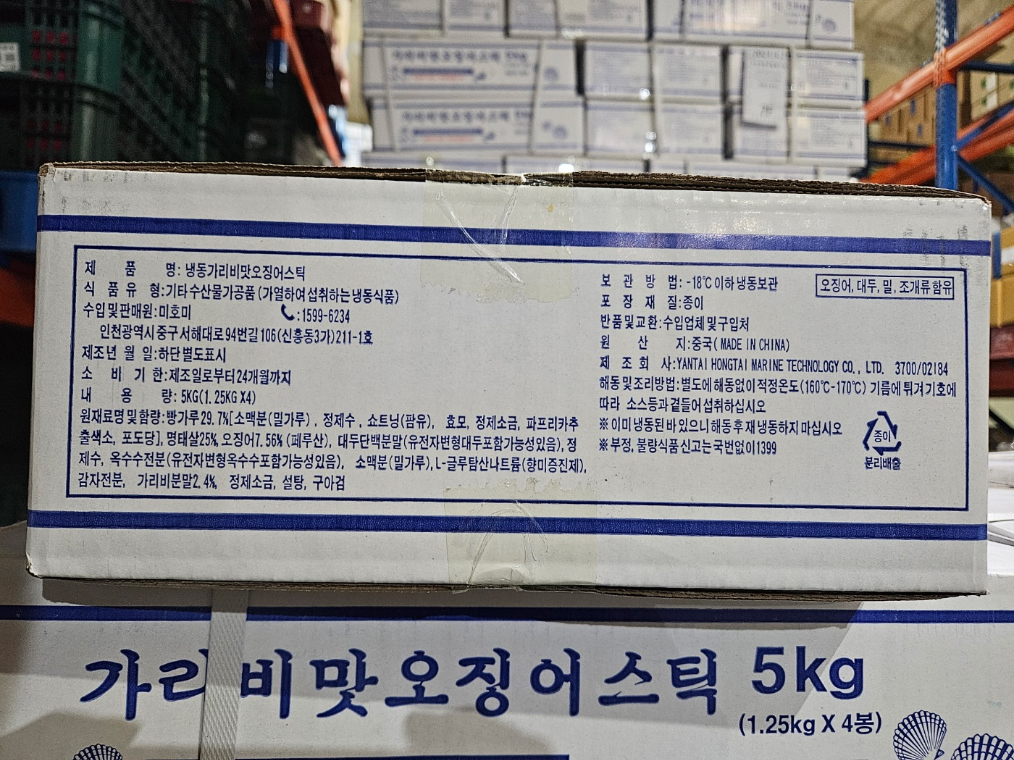 제 품 명: 냉동가리비맛오징어스틱
식 품 유 형:기타수산물가공품 (가열하여섭취하는냉동식품)
수입및판매원:미호미 :1599-6234
인천광역시중구서해대로94번길106(신흥동3가)211-1호
제조년 월 일:하단별도표시
소 비 기 한:제조일로부터24개월까지
내 용 량: 5KG(1.25KG X4)
원재료명및함량:빵가루29.7%[소맥분(밀가루), 정제수, 쇼트닝(팜유), 효모, 정제소금, 파프리카추
출색소, 포도당], 명태살25%, 오징어7.56% (페루산), 대두단백분말(유전자변형대두포함가능성있음), 정
제수, 옥수수전분(유전자변형옥수수포함가능성있음), 소맥분(밀가루), L-글루탐산나트륨(향미증진제),
감자전분, 가리비분말2.4%, 정제소금, 설탕, 구아검
보 관 방 법: -18℃이하냉동보관
오징어, 대두, 밀, 조개류함유
포 장 재 질:종이
반품및교환:수입업체및구입처
원 산 지:중국( MADE IN CHINA)
제 조 회 사:YANTAI HONGTAI MARINE TECHNOLOGY CO., LTD. 3700/02184
해동및조리방법:별도에해동없이적정온도(160℃-170℃) 기름에튀겨기호에
따라 소스등과곁들어섭취하십시오
※이미냉동된바있으니해동후재냉동하지마십시오
※부정, 불량식품신고는국번없이1399
종이
분리배출
가리비맛오징어스틱 5kg
(1.25kg X 4봉)